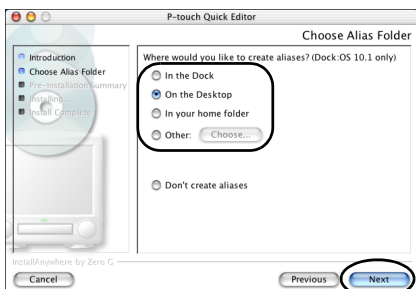 P-touch Quick Editor
Choose Alias Folder
Introduction
Choose Alias Folder
Pre-Installation Summary
Installing...
Install Complete
Where would you like to create aliases? (Dock:OS 10.1 only)
In the Dock
On the Desktop
In your home folder
Other: Choose...
Don't create aliases
InstallAnywhere by Zero G
Cancel Previous Next